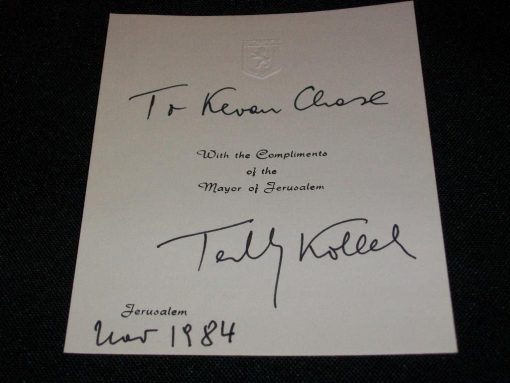 To Kevan Chase
With the Compliments
of the
Mayor of Jerusalem
Teddy Kollek
Jerusalem
Nov 1984